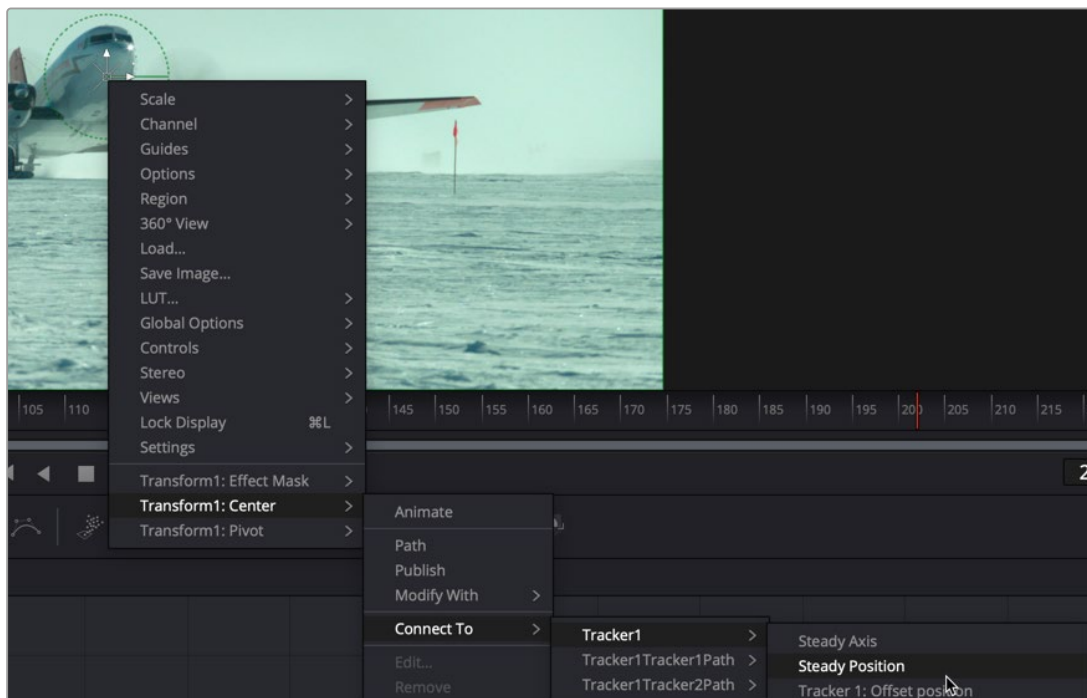 Scale
Channel
Guides
Options
Region
360° View
Load...
Save Image...
LUT...
Global Options
Controls
Stereo
Views
Lock Display ⌘L
Settings
105 110 145 150 155 160 165 170 175 180 185 190 195 200 205 210 215
2
Transform1: Effect Mask
Transform1: Center
Transform1: Pivot
Animate
Path
Publish
Modify With
Connect To
Edit...
Remove
Tracker1
Tracker1Tracker1Path
Tracker1Tracker2Path
Steady Axis
Steady Position
Tracker 1: Offset position